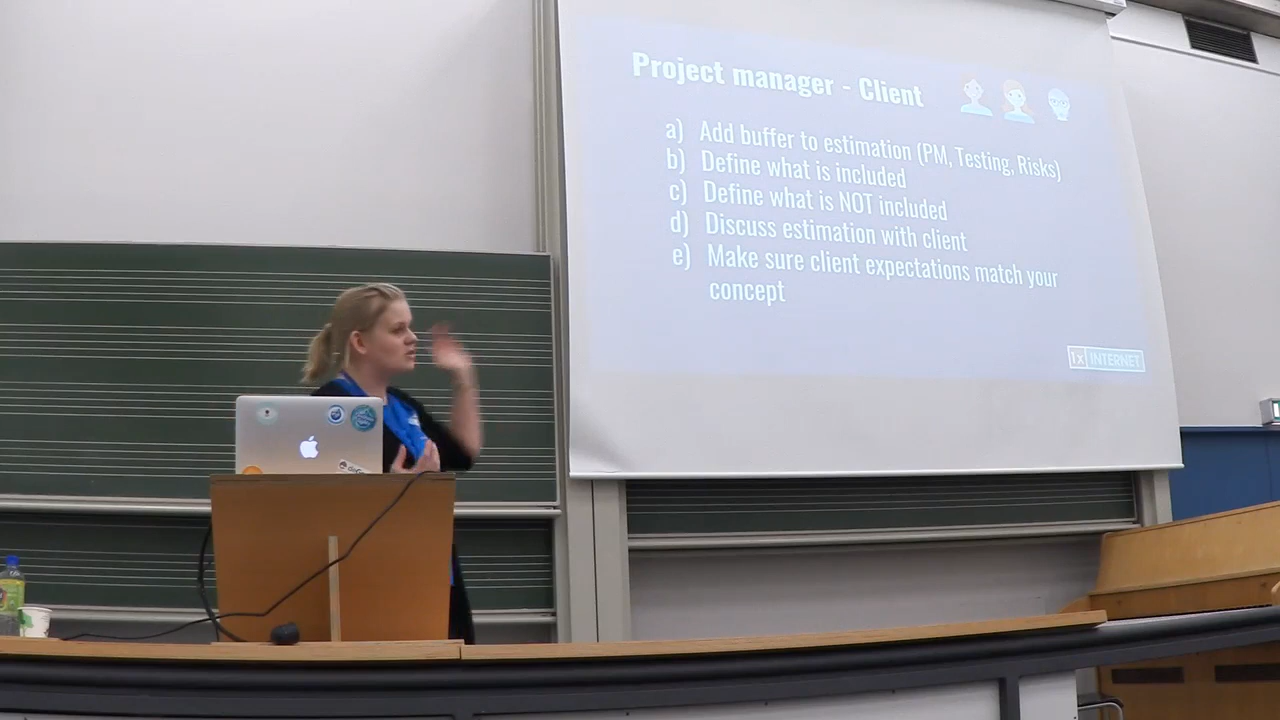 Project manager - Client
a) Add buffer to estimation (PM, Testing, Risks)
b) Define what is included
c) Define what is NOT included
d) Discuss estimation with client
e) Make sure client expectations match your
concept
1x INTERNET